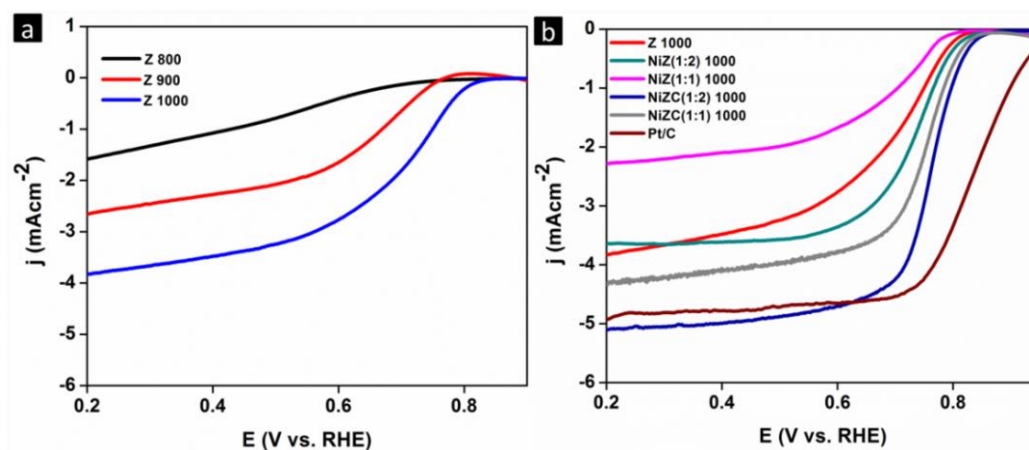 a
Z 800
Z 900
Z 1000
1
0
-1
-2
-3
-4
-5
-6
j (mAcm-2)
0.2 0.4 0.6 0.8
E (V vs. RHE)
b
Z 1000
NiZ(1:2) 1000
NiZ(1:1) 1000
NiZC(1:2) 1000
NiZC(1:1) 1000
Pt/C
0
-1
-2
-3
-4
-5
-6
j (mAcm-2)
0.2 0.4 0.6 0.8
E (V vs. RHE)